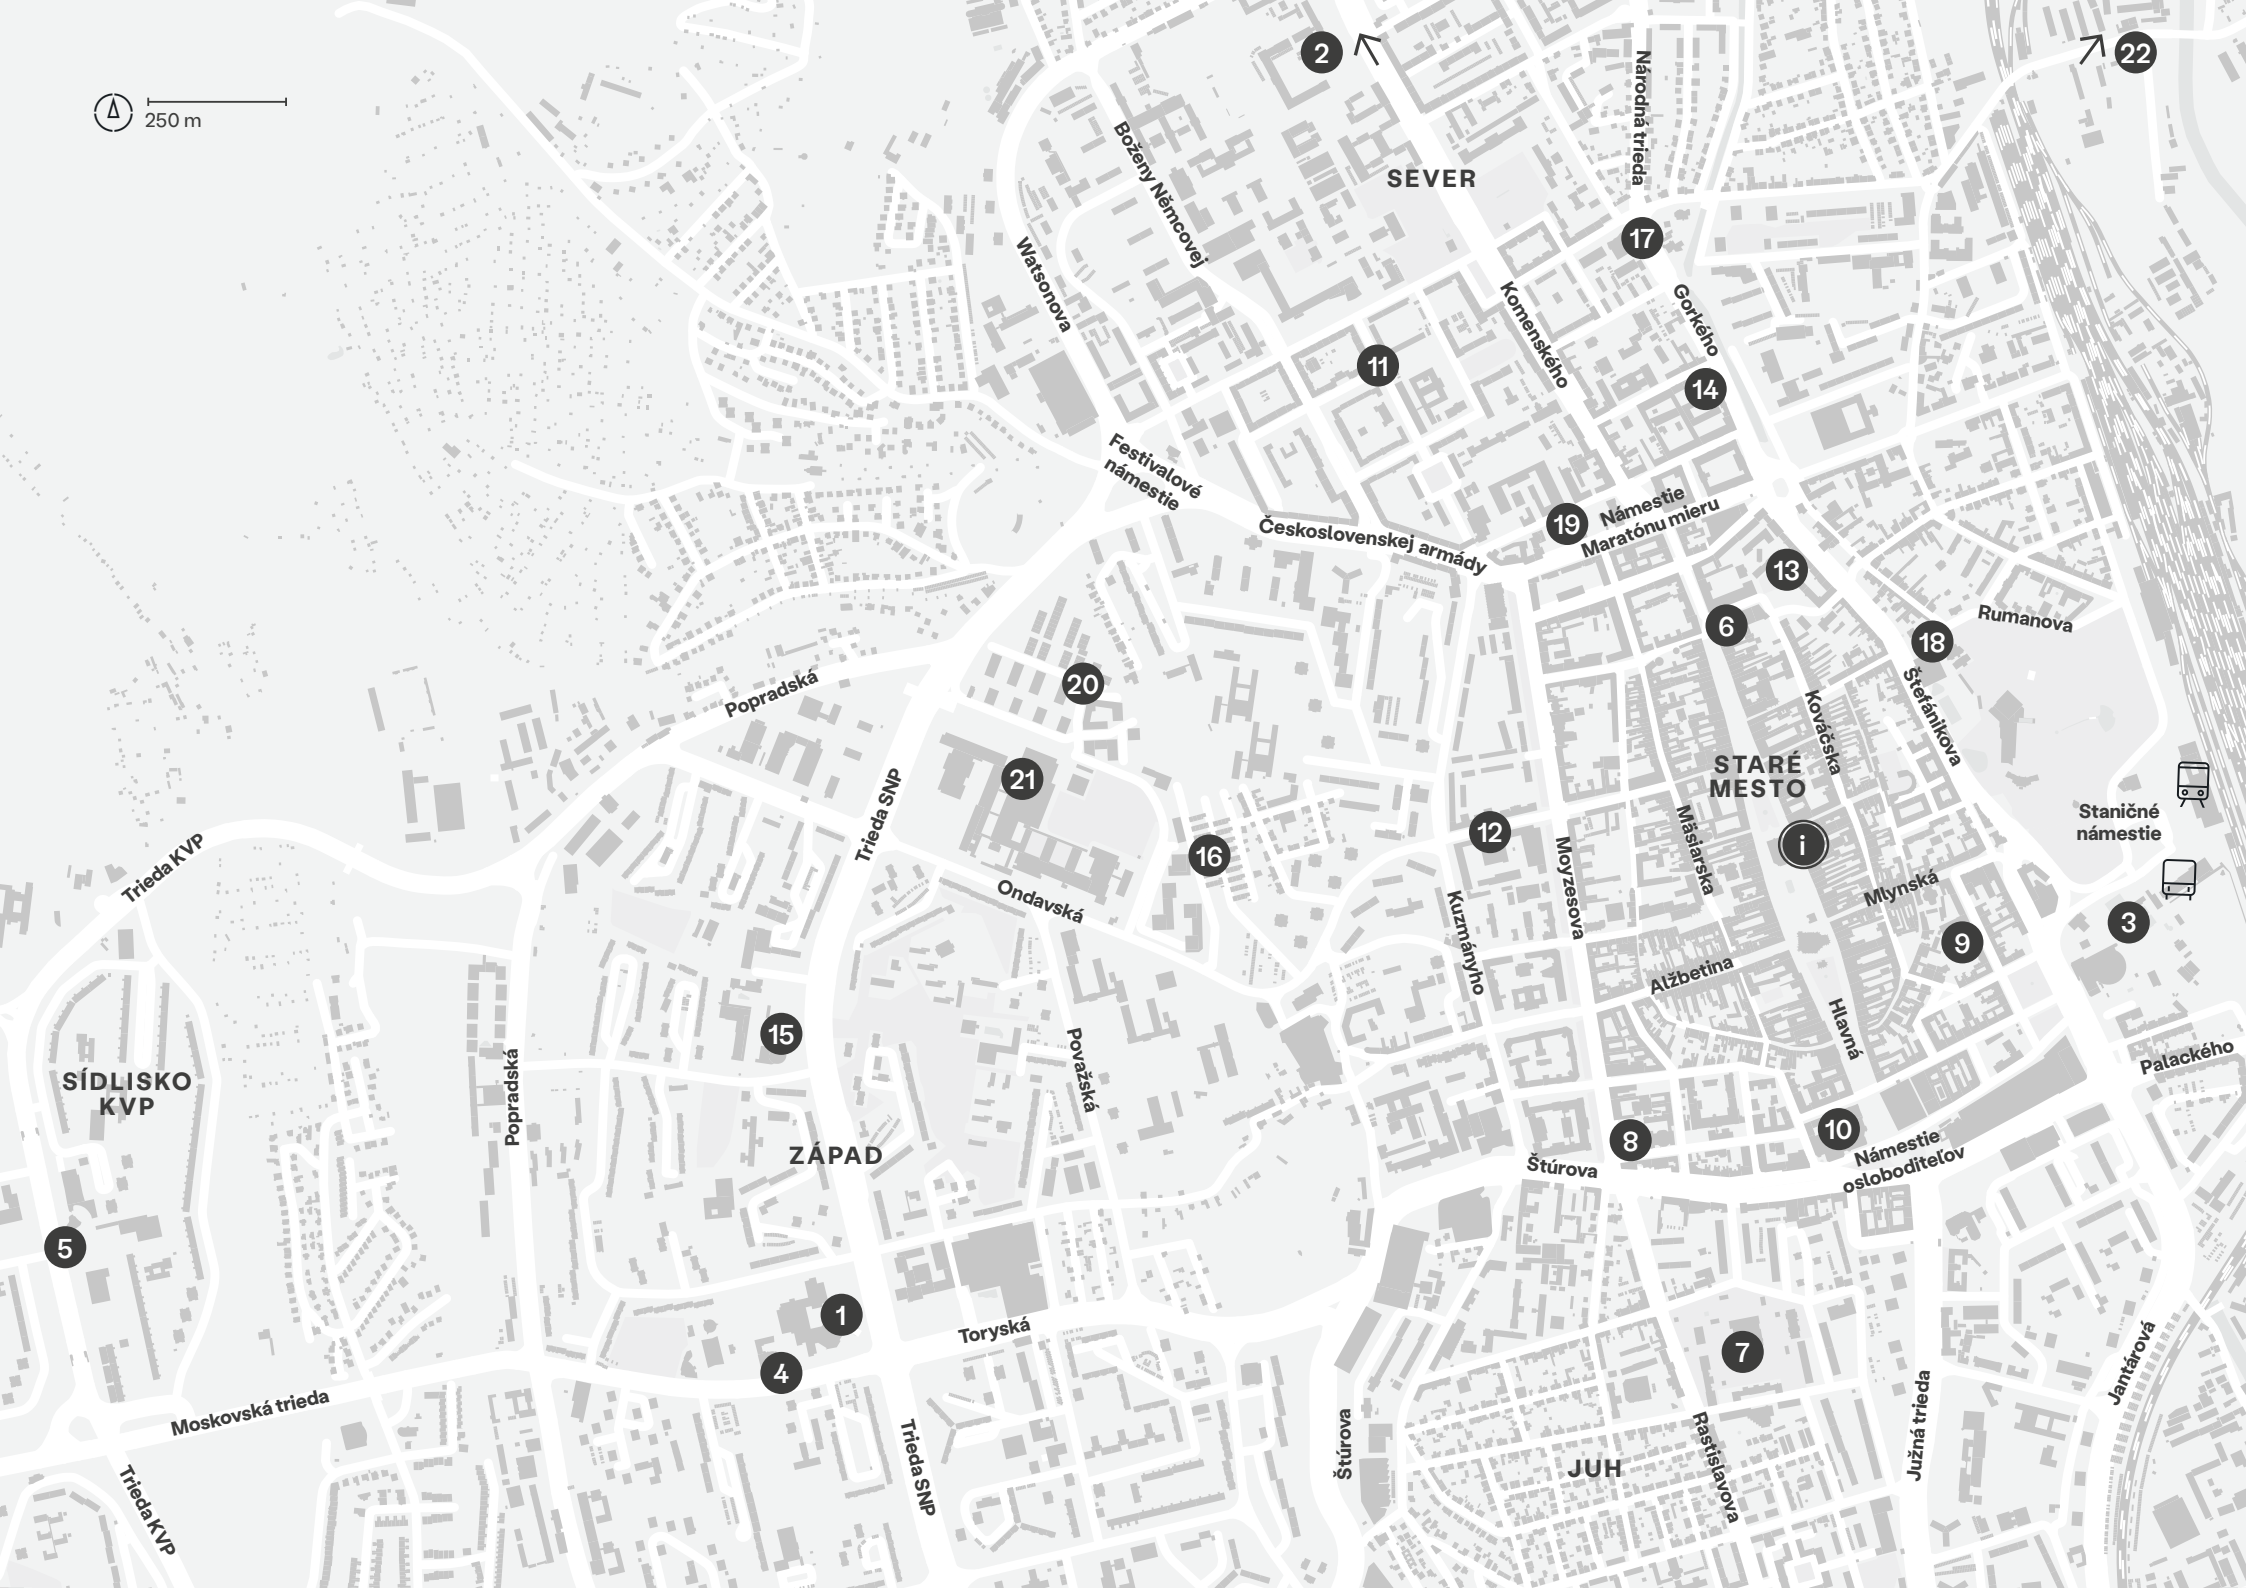 2
22
250 m
Národná trieda
Boženy Němcovej
SEVER
17
Watsonova
Komenského
Gorkého
11
14
Festivalové
námestie
Československej armády
19
Námestie
Maratónu mieru
13
6
18
Rumanova
Popradská
20
Štefánikova
Kováčska
21
Trieda SNP
STARÉ
MESTO
Mäsiarska
Staničné
námestie
12
i
16
Trieda KVP
Moyzesova
Mlynská
Ondavská
Kuzmányho
3
9
Alžbetina
Hlavná
15
Považská
Palackého
SÍDLISKO
KVP
Popradská
8
10
Námestie
osloboditeľov
ZÁPAD
Štúrova
5
1
Toryská
7
4
Jantárová
Moskovská trieda
Trieda SNP
Štúrova
JUH
Rastislavova
Južná trieda
Trieda KVP